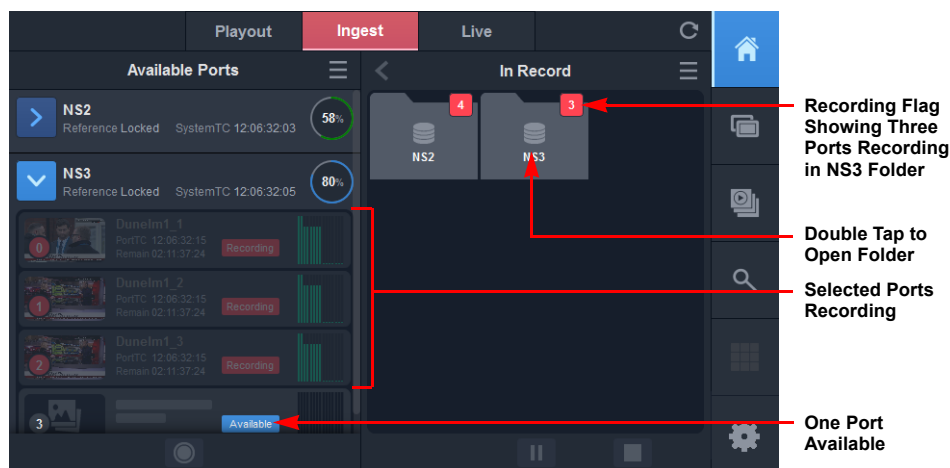 Playout
Ingest
Live
Available Ports
In Record
NS2
Reference Locked SystemTC 12:06:32:03
58%
NS3
Reference Locked SystemTC 12:06:32:05
80%
0
Dunelm1_1
PortTC 12:06:32:15
Remain 02:11:37:24
Recording
1
Dunelm1_2
PortTC 12:06:32:15
Remain 02:11:37:24
Recording
2
Dunelm1_3
PortTC 12:06:32:15
Remain 02:11:37:24
Recording
3
Available
4
NS2
3
NS3
Recording Flag
Showing Three
Ports Recording
in NS3 Folder
Double Tap to
Open Folder
Selected Ports
Recording
One Port
Available